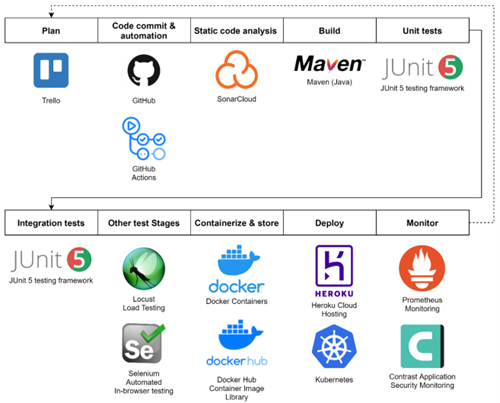 Plan
Code commit &
automation
Static code analysis
Build
Unit tests
Trello
GitHub
SonarCloud
Maven™
Maven (Java)
JUnit 5
JUnit 5 testing framework
GitHub
Actions
Integration tests
Other test Stages
Containerize & store
Deploy
Monitor
JUnit 5
JUnit 5 testing framework
Locust
Load Testing
docker
Docker Containers
HEROKU
Heroku Cloud
Hosting
Prometheus
Monitoring
Se
Selenium
Automated
In-browser testing
dockerhub
Docker Hub
Container Image
Library
Kubernetes
Contrast Application
Security Monitoring